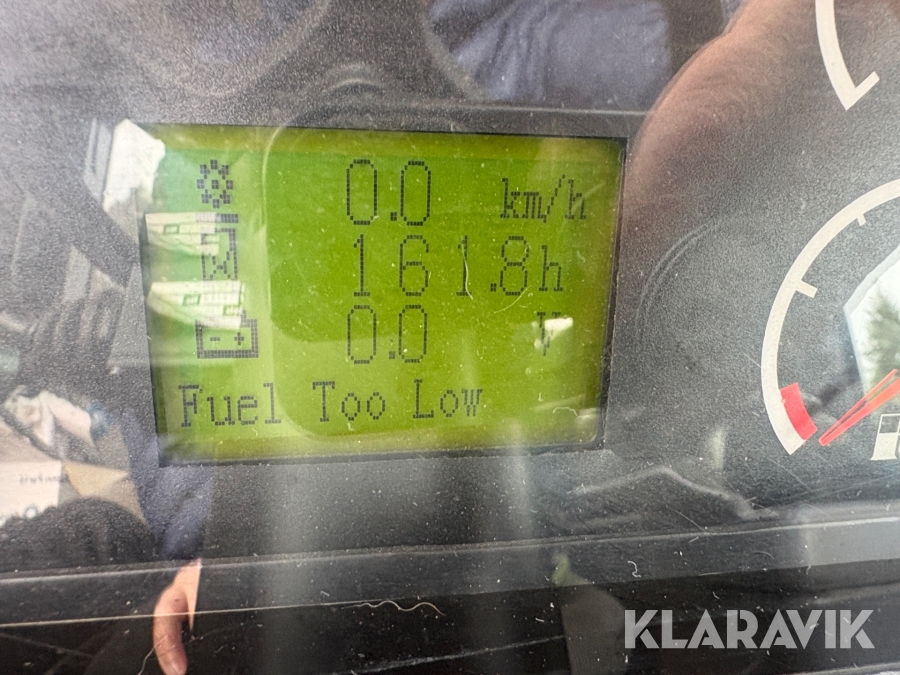 0.0 km/h
161.8h
0.0 V
Fuel Too Low
KLARAVIK